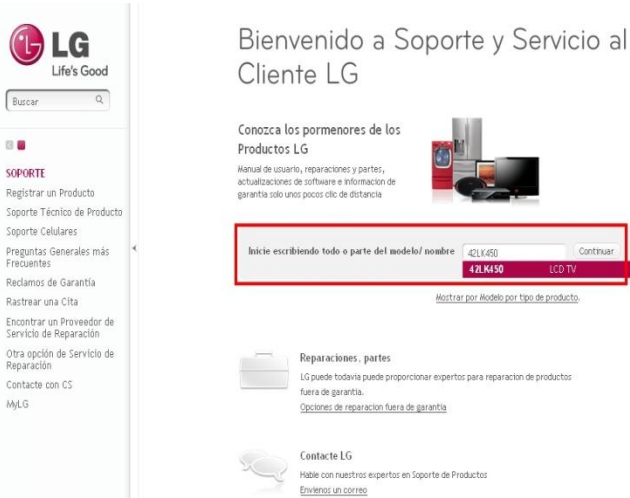 LG
Life's Good
Buscar
SOPORTE
Registrar un Producto
Soporte Técnico de Producto
Soporte Celulares
Preguntas Generales más
Frecuentes
Reclamos de Garantía
Rastrear una Cita
Encontrar un Proveedor de
Servicio de Reparación
Otra opción de Servicio de
Reparación
Contacte con CS
MyLG
Bienvenido a Soporte y Servicio al
Cliente LG
Conozca los pormenores de los
Productos LG
Manual de usuario, reparaciones y partes,
actualizaciones de software e informacion de
garantia solo unos pocos clic de distancia
Inicie escribiendo todo o parte del modelo/ nombre 42LK450 Continuar
42LK450 LCD TV
Mostrar por Modelo por tipo de producto.
Reparaciones, partes
LG puede todavia puede proporcionar expertos para reparacion de productos
fuera de garantia.
Opciones de reparacion fuera de garantia
Contacte LG
Hable con nuestros expertos en Soporte de Productos
Envienos un correo